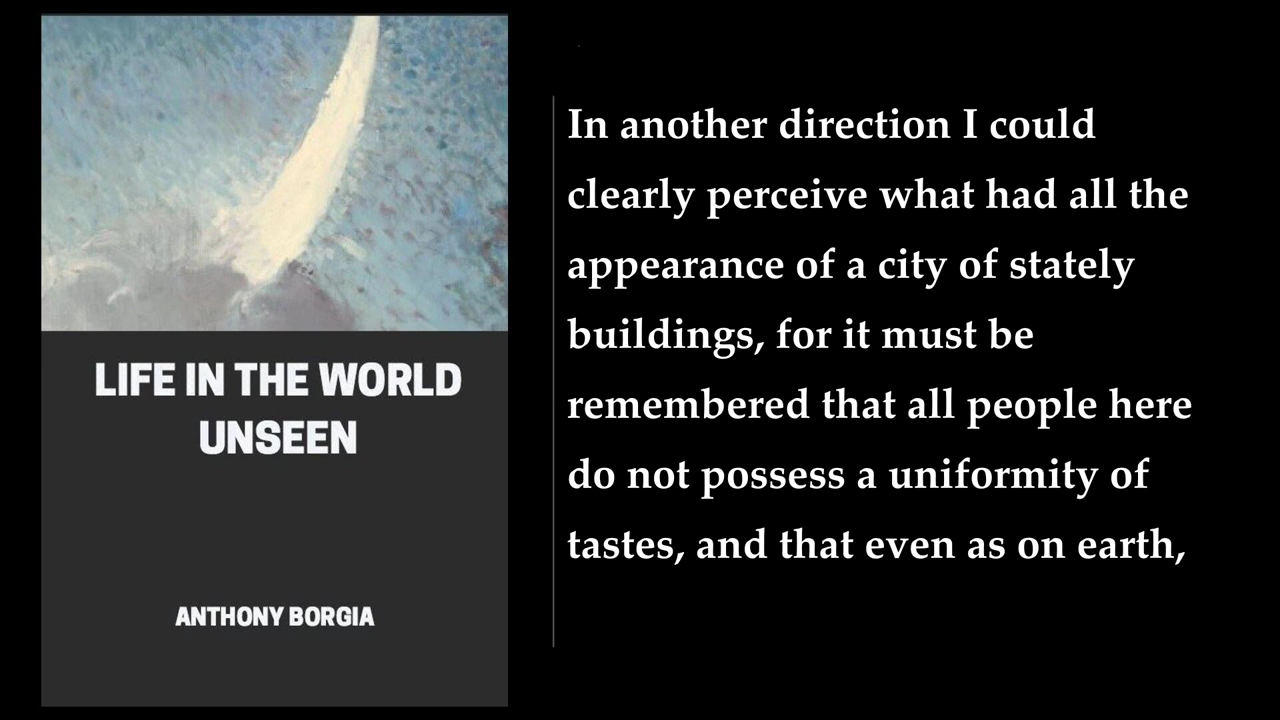 LIFE IN THE WORLD
UNSEEN
ANTHONY BORGIA
In another direction I could
clearly perceive what had all the
appearance of a city of stately
buildings, for it must be
remembered that all people here
do not possess a uniformity of
tastes, and that even as on earth,